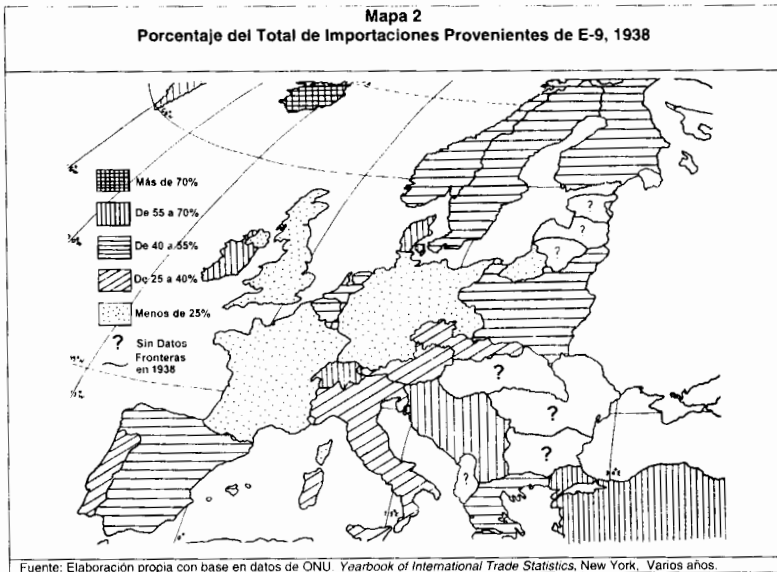 Mapa 2
Porcentaje del Total de Importaciones Provenientes de E-9, 1938
Más de 70%
De 55 a 70%
De 40 a 55%
De 25 a 40%
Menos de 25%
? Sin Datos
Fronteras
en 1938
?
?
?
?
?
?
?
Fuente: Elaboración propia con base en datos de ONU. Yearbook of International Trade Statistics, New York, Varios años.